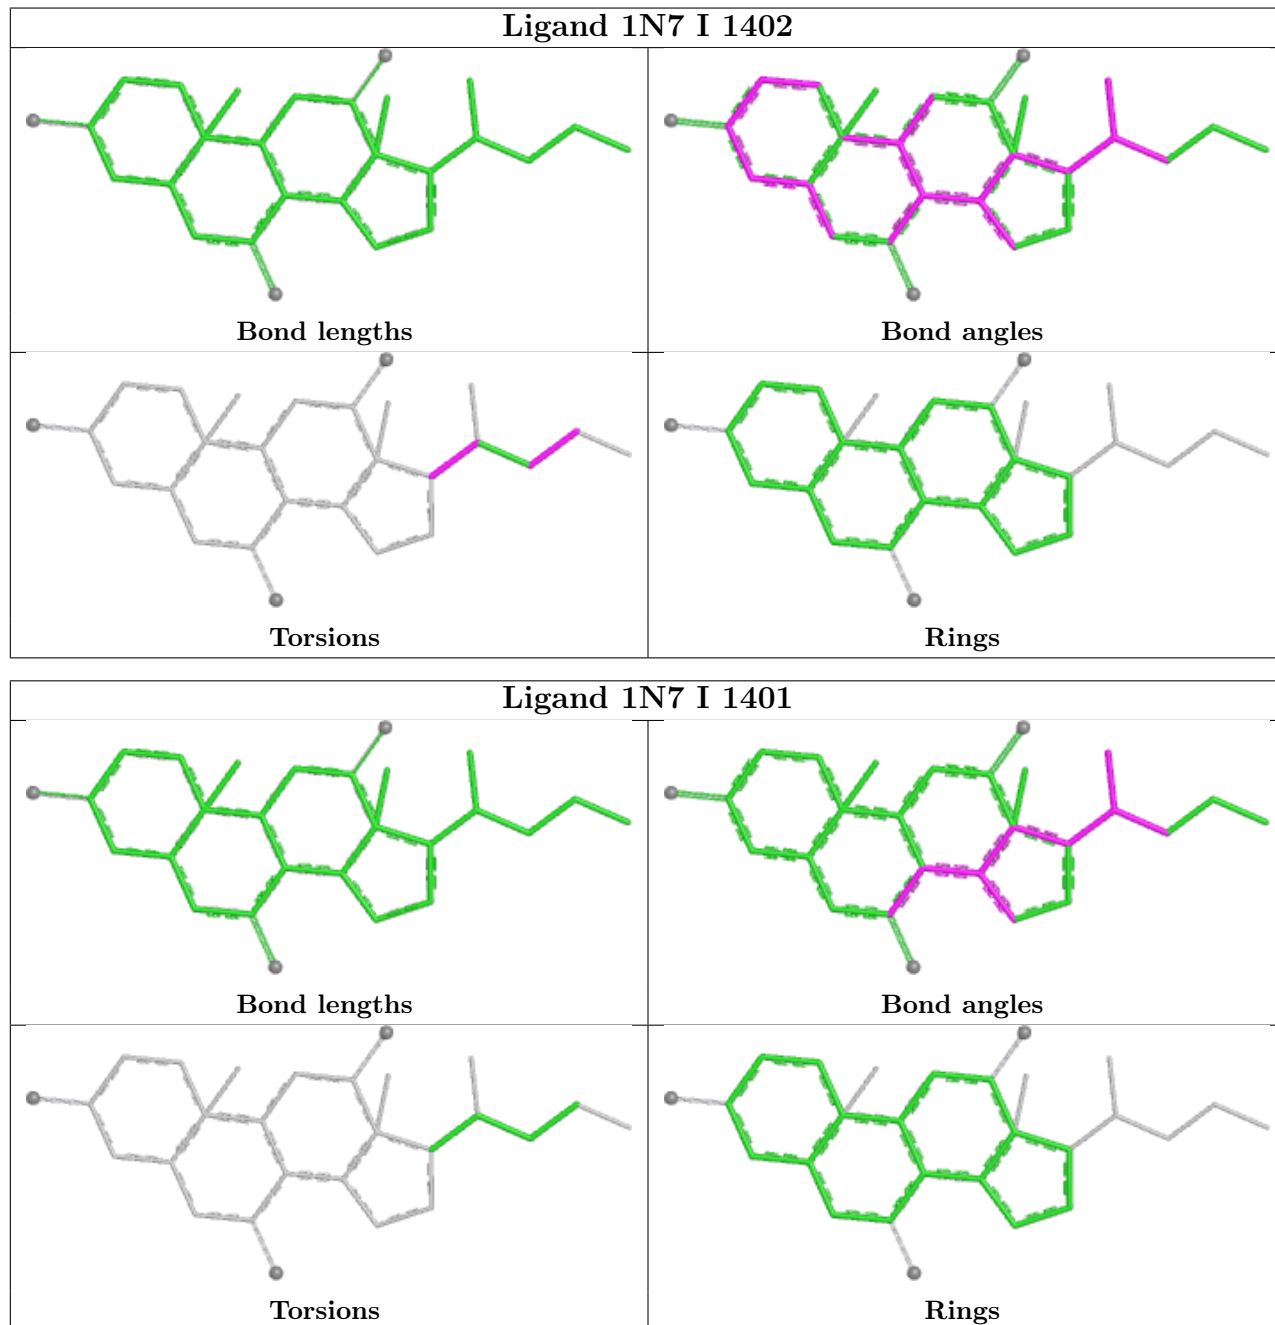 Ligand 1N7 I 1402
Bond lengths
Bond angles
Torsions
Rings
Ligand 1N7 I 1401
Bond lengths
Bond angles
Torsions
Rings